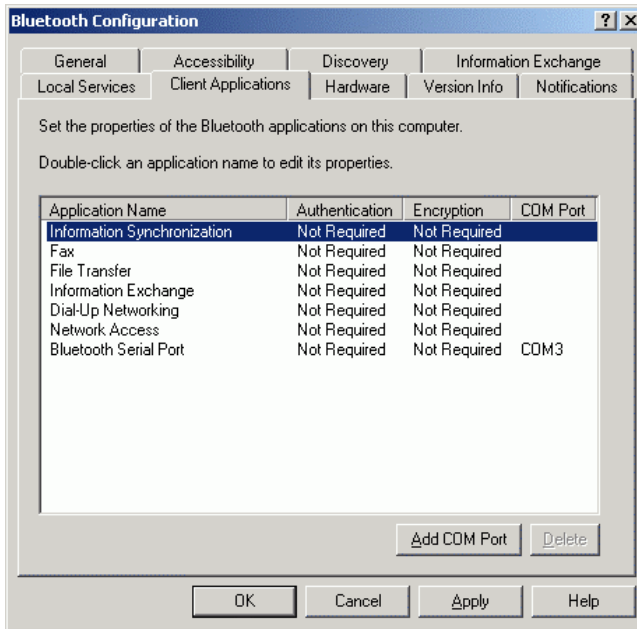 Bluetooth Configuration
General Accessibility Discovery Information Exchange
Local Services Client Applications Hardware Version Info Notifications
Set the properties of the Bluetooth applications on this computer.
Double-click an application name to edit its properties.
Application Name Authentication Encryption COM Port
Information Synchronization Not Required Not Required
Fax Not Required Not Required
File Transfer Not Required Not Required
Information Exchange Not Required Not Required
Dial-Up Networking Not Required Not Required
Network Access Not Required Not Required
Bluetooth Serial Port Not Required Not Required COM3
Add COM Port Delete
OK Cancel Apply Help